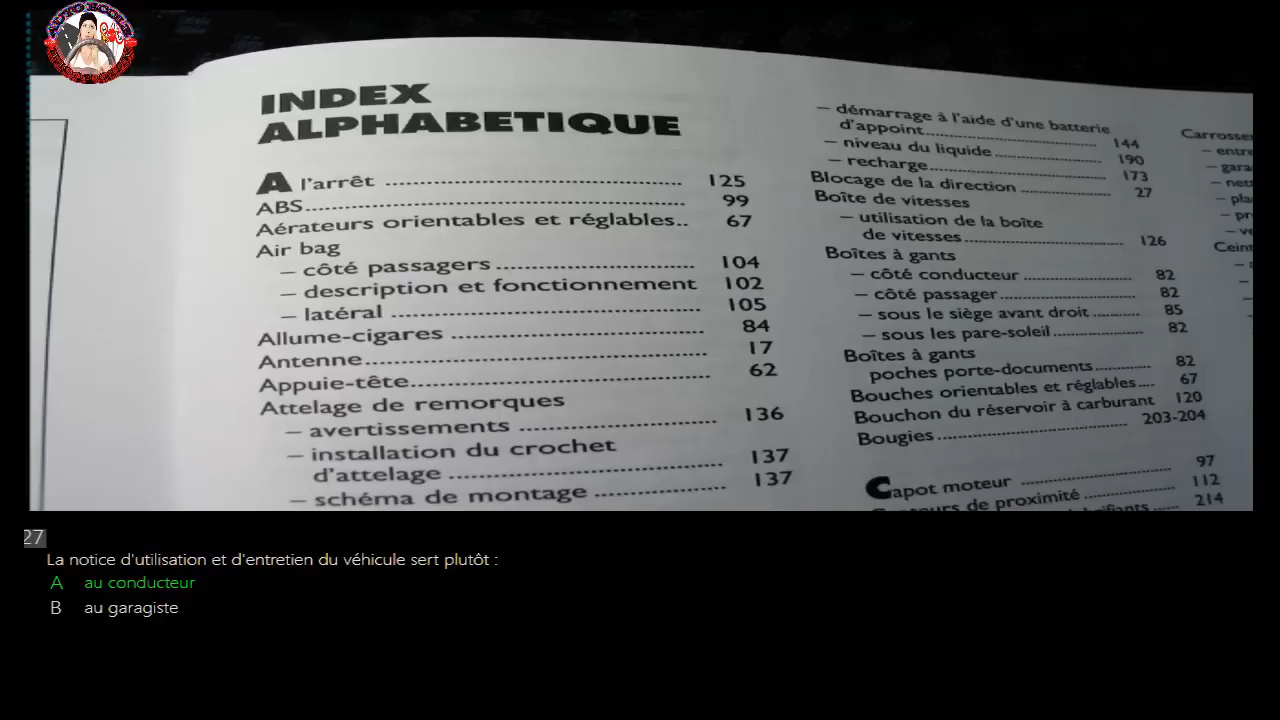 INDEX
ALPHABETIQUE
A l'arrêt ........ 125
ABS........ 99
Aérateurs orientables et réglables.. 67
Air bag
– côté passagers ........ 104
– description et fonctionnement 102
– latéral ........ 105
Allume-cigares ........ 84
Antenne........ 17
Appuie-tête........ 62
Attelage de remorques
– avertissements ........ 136
– installation du crochet
d'attelage ........ 137
– schéma de montage ........ 137
– démarrage à l'aide d'une batterie
d'appoint........ 144
– niveau du liquide ........ 190
– recharge........ 173
Blocage de la direction ........ 27
Boîte de vitesses
– utilisation de la boîte
de vitesses........ 126
Boîtes à gants
– côté conducteur ........ 82
– côté passager........ 82
– sous le siège avant droit ........ 85
– sous les pare-soleil........ 82
Boîtes à gants
poches porte-documents........ 82
Bouches orientables et réglables.... 67
Bouchon du réservoir à carburant 120
Bougies........ 203-204
Capot moteur ........ 97
de proximité ........ 112
214
27
La notice d'utilisation et d'entretien du véhicule sert plutôt :
A au conducteur
B au garagiste